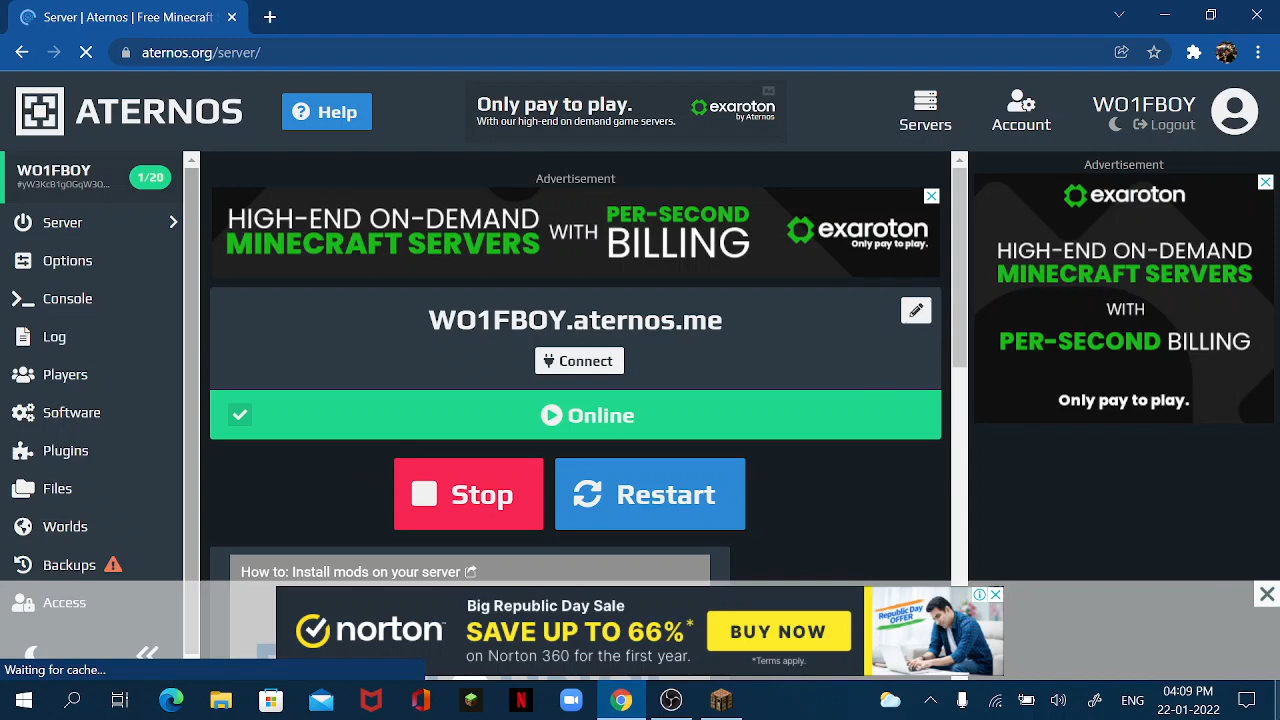 Server | Free Minecraft S
aternos.org/server/
ATERNOS
Help
Only pay to play.
With our high-end on demand game servers.
exaroton
by Aternos
Ad
Servers
Account
WO1FBOY
Logout
WO1FBOY
1/20
Server
Options
Console
Log
Players
Software
Plugins
Files
Worlds
Backups
Access
Advertisement
HIGH-END ON-DEMAND
MINECRAFT SERVERS
WITH
PER-SECOND
BILLING
exaroton
Only pay to play.
WO1FBOY.aternos.me
Connect
Online
Stop
Restart
How to: Install mods on your server
Advertisement
exaroton
HIGH-END ON-DEMAND
MINECRAFT SERVERS
WITH
PER-SECOND BILLING
Only pay to play.
norton
Big Republic Day Sale
SAVE UP TO 66%*
on Norton 360 for the first year.
BUY NOW
*Terms apply.
Republic Day
OFFER
Waiting for cache...
ENG
04:09 PM
22-01-2022